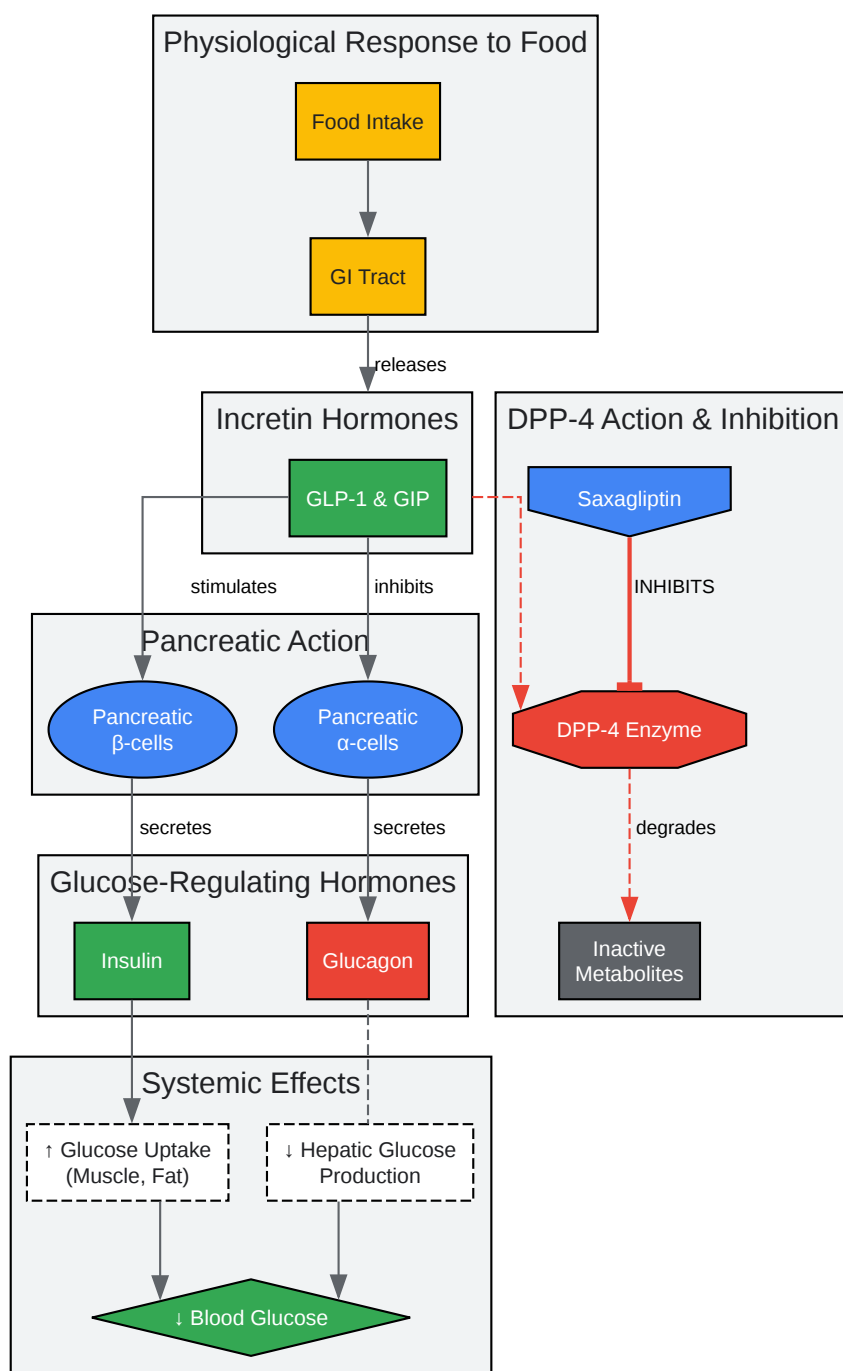 Physiological Response to Food
Food Intake
GI Tract
releases
Incretin Hormones
GLP-1 & GIP
DPP-4 Action & Inhibition
Saxagliptin
stimulates
inhibits
INHIBITS
Pancreatic Action
Pancreatic
β-cells
Pancreatic
α-cells
DPP-4 Enzyme
secretes
secretes
degrades
Glucose-Regulating Hormones
Insulin
Glucagon
Inactive
Metabolites
Systemic Effects
↑ Glucose Uptake
(Muscle, Fat)
↓ Hepatic Glucose
Production
↓ Blood Glucose